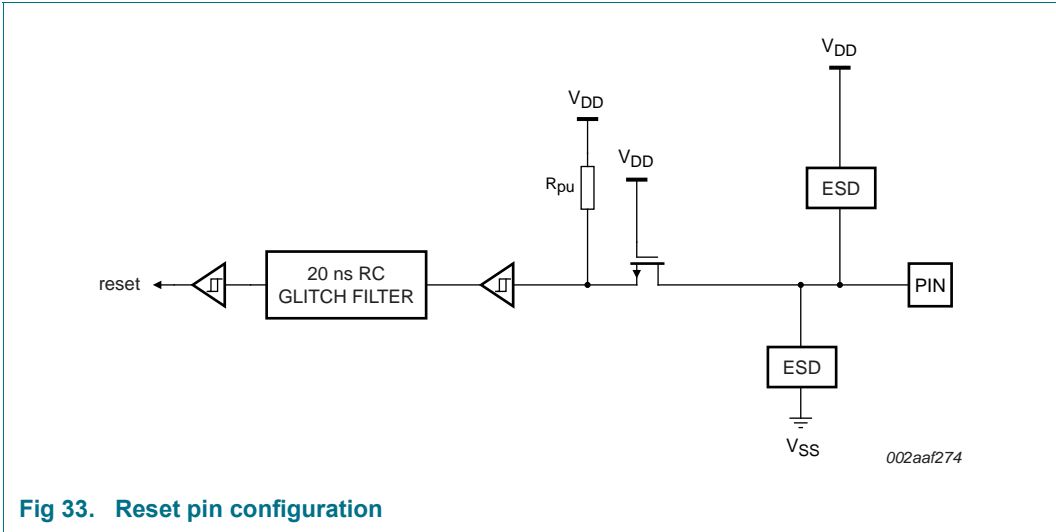 VDD
VDD
VDD
Rpu
ESD
reset
20 ns RC
GLITCH FILTER
PIN
ESD
VSS
002aaf274
Fig 33. Reset pin configuration